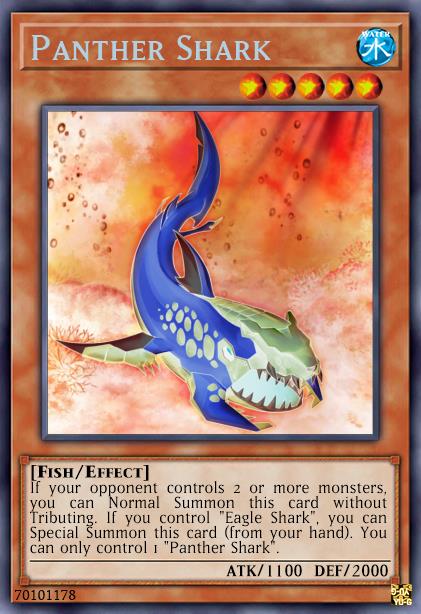 Panther Shark
WATER
水
[Fish/Effect]
If your opponent controls 2 or more monsters,
you can Normal Summon this card without
Tributing. If you control "Eagle Shark", you can
Special Summon this card (from your hand). You
can only control 1 "Panther Shark".
ATK/1100 DEF/2000
70101178